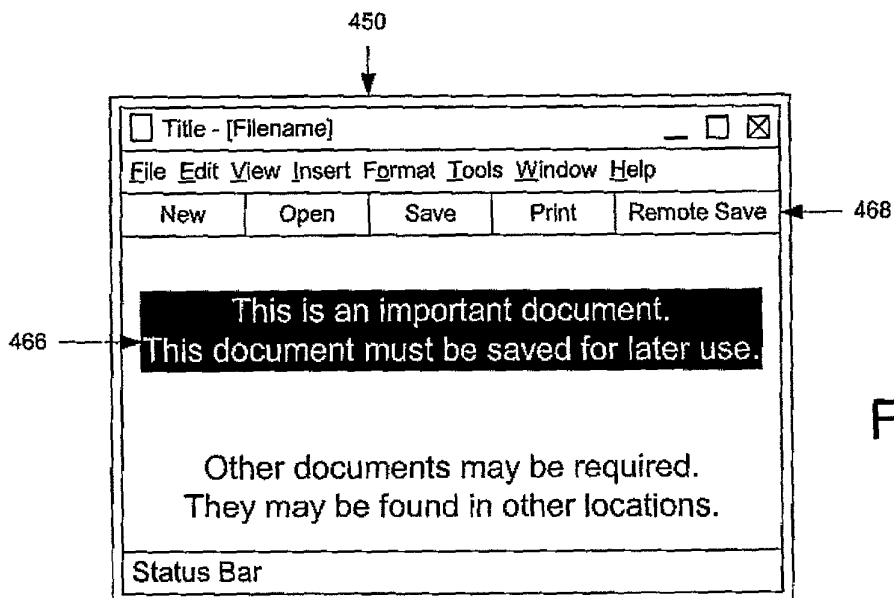 450
Title - [Filename]
File Edit View Insert Format Tools Window Help
New Open Save Print Remote Save
468
This is an important document.
466
This document must be saved for later use.
F
Other documents may be required.
They may be found in other locations.
Status Bar